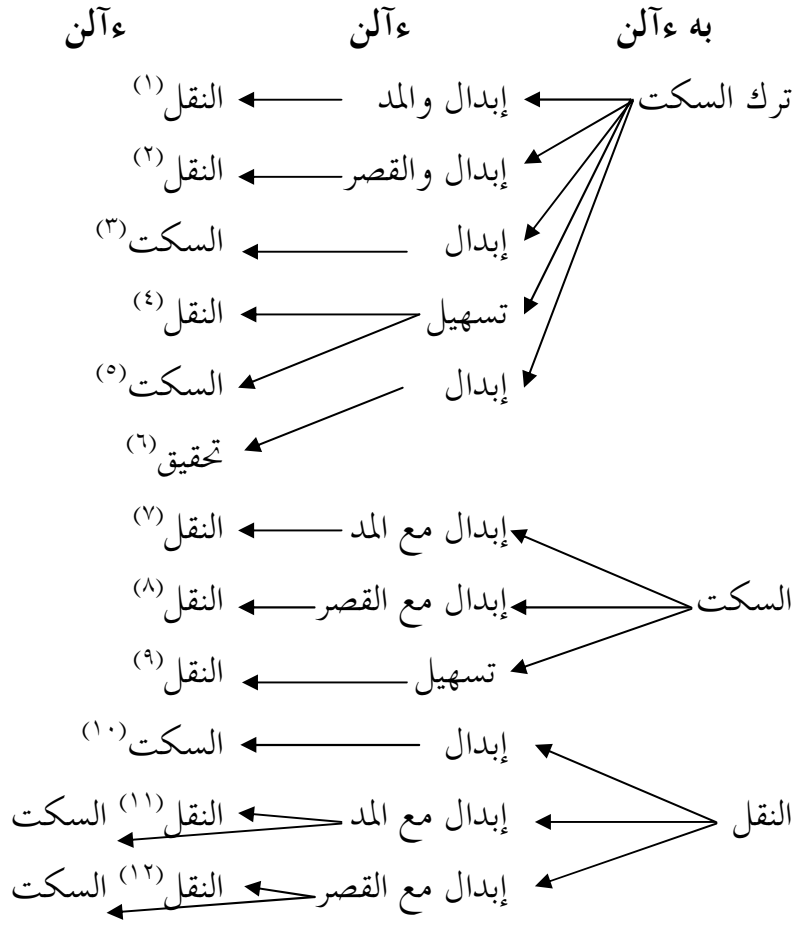 به ءآلن ءآلن ءآلن
ترك السكت إبدال والمد النقل(١)
إبدال والقصر النقل(٢)
إبدال السكت(٣)
تسهيل النقل(٤)
إبدال السكت(٥)
تحقيق(٦)
إبدال مع المد النقل(٧)
السكت إبدال مع القصر النقل(٨)
تسهيل النقل(٩)
إبدال السكت(١٠)
النقل إبدال مع المد النقل(١١) السكت
إبدال مع القصر النقل(١٢) السكت